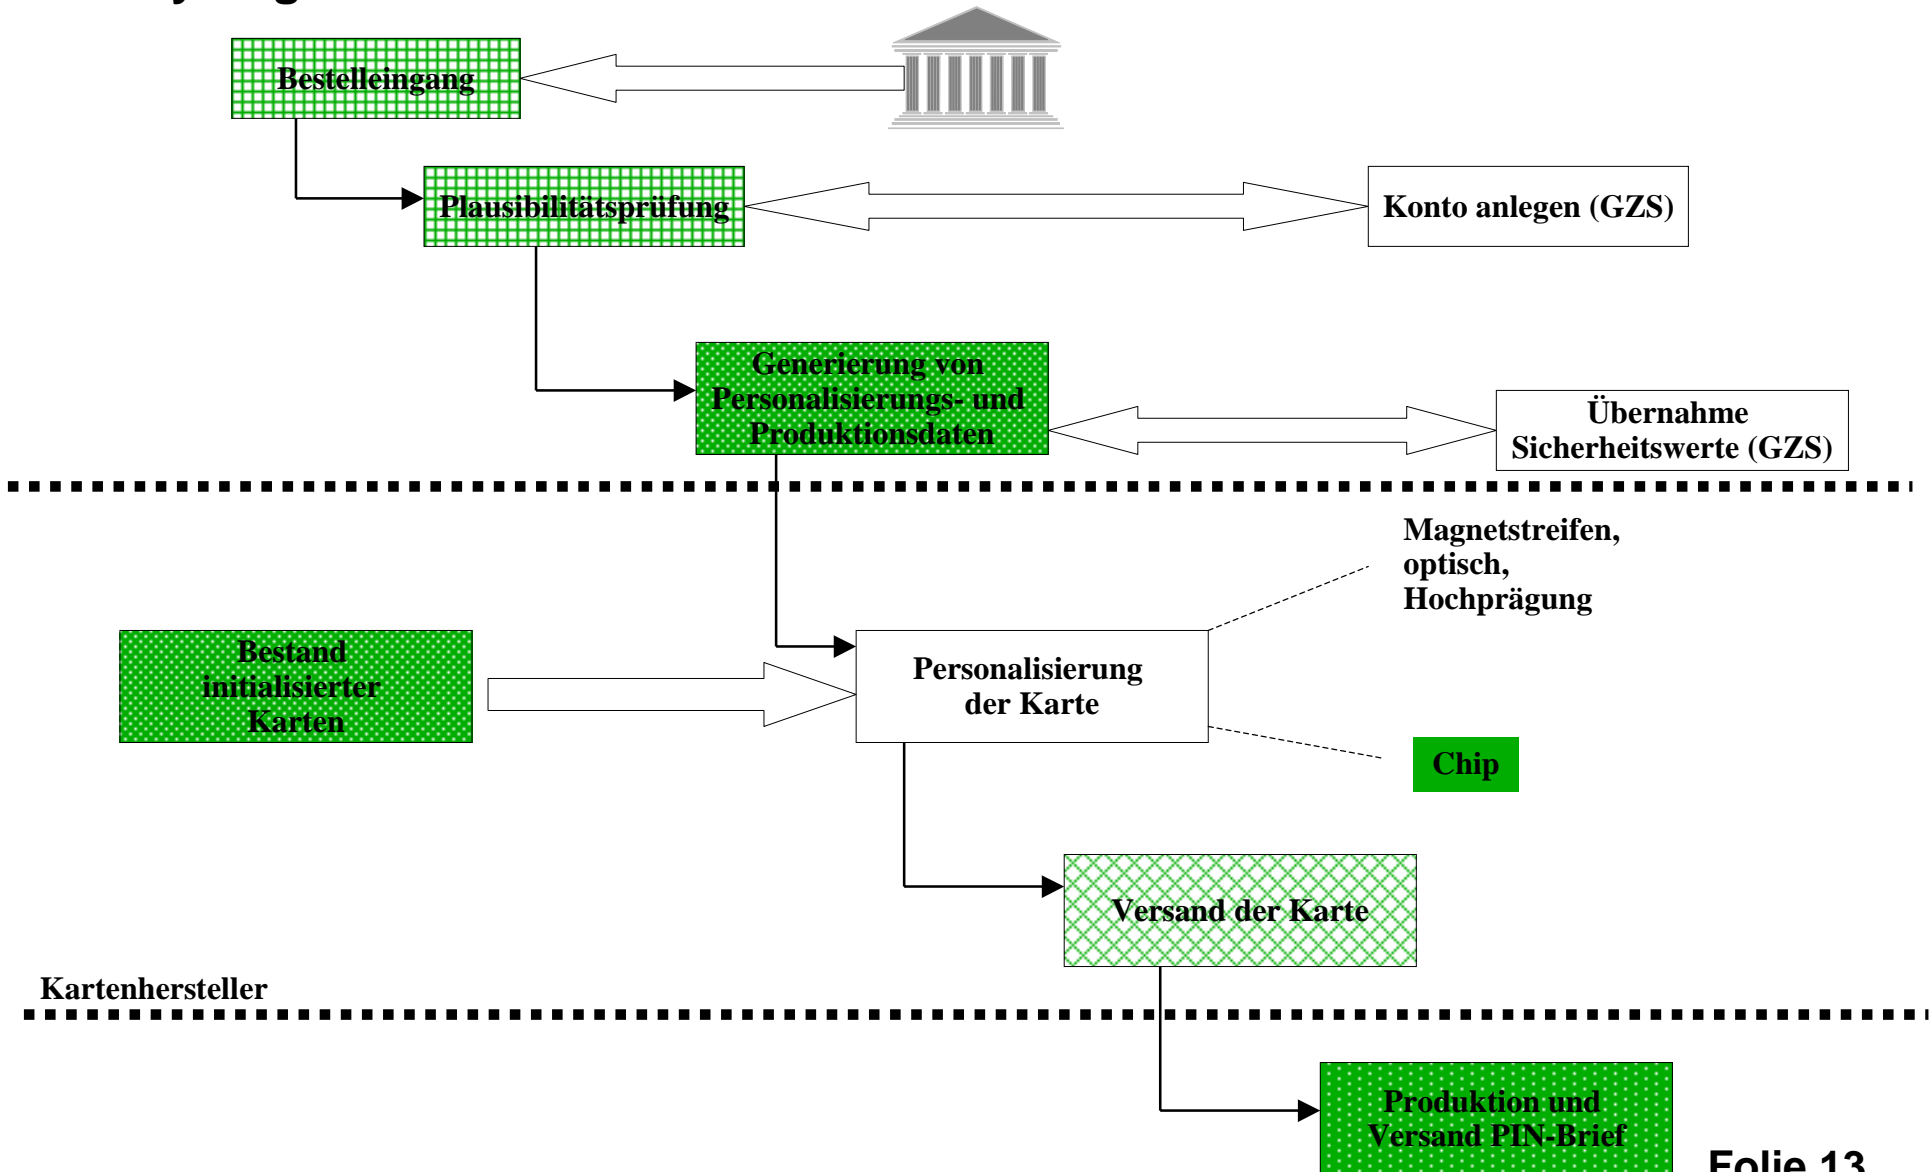 Bestelleingang
Plausibilitätsprüfung
Konto anlegen (GZS)
Generierung von
Personalisierungs- und
Produktionsdaten
Übernahme
Sicherheitswerte (GZS)
Magnetstreifen,
optisch,
Hochprägung
Bestand
initialisierter
Karten
Personalisierung
der Karte
Chip
Versand der Karte
Kartenhersteller
Produktion und
Versand PIN-Brief
Folie 13